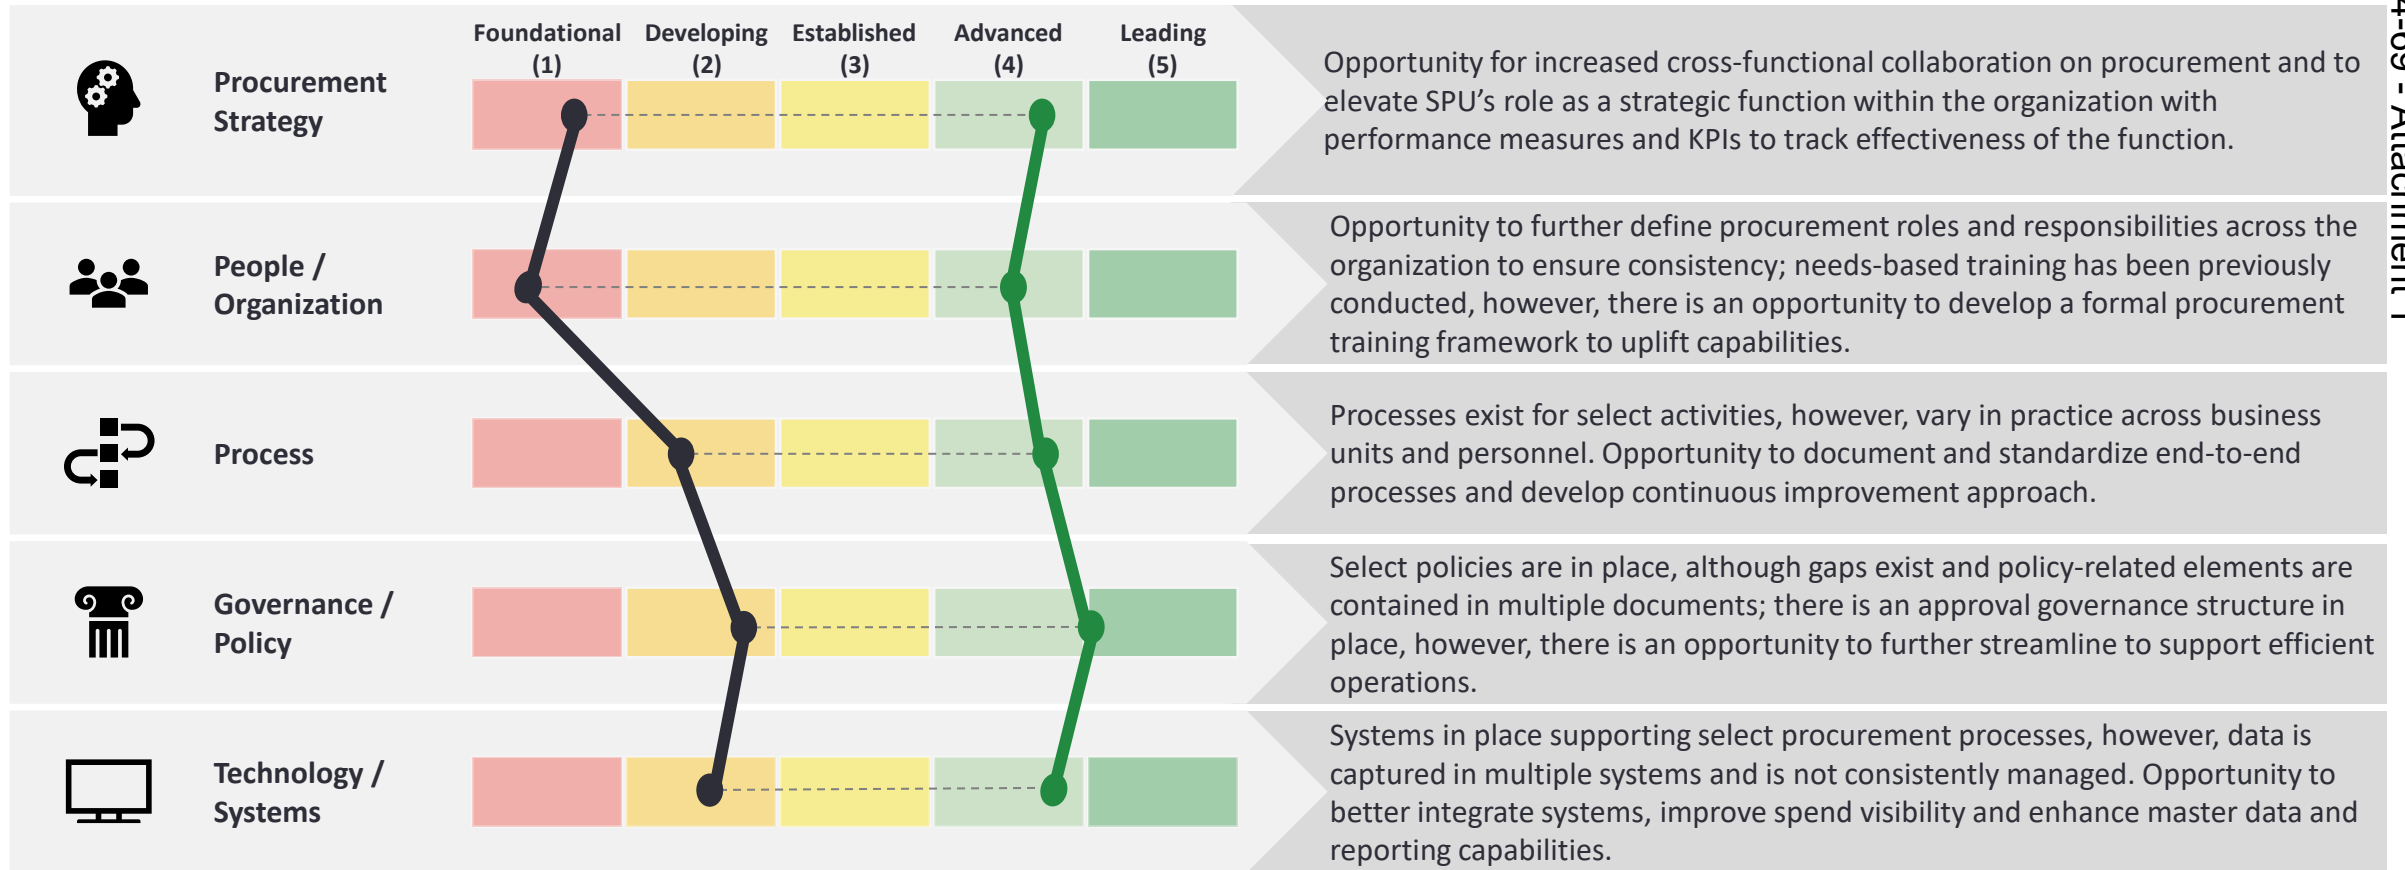 Foundational
(1)
Developing
(2)
Established
(3)
Advanced
(4)
Leading
(5)
Procurement
Strategy
Opportunity for increased cross-functional collaboration on procurement and to
elevate SPU’s role as a strategic function within the organization with
performance measures and KPIs to track effectiveness of the function.
People /
Organization
Opportunity to further define procurement roles and responsibilities across the
organization to ensure consistency; needs-based training has been previously
conducted, however, there is an opportunity to develop a formal procurement
training framework to uplift capabilities.
Process
Processes exist for select activities, however, vary in practice across business
units and personnel. Opportunity to document and standardize end-to-end
processes and develop continuous improvement approach.
Governance /
Policy
Select policies are in place, although gaps exist and policy-related elements are
contained in multiple documents; there is an approval governance structure in
place, however, there is an opportunity to further streamline to support efficient
operations.
Technology /
Systems
Systems in place supporting select procurement processes, however, data is
captured in multiple systems and is not consistently managed. Opportunity to
better integrate systems, improve spend visibility and enhance master data and
reporting capabilities.
- Attachment 1